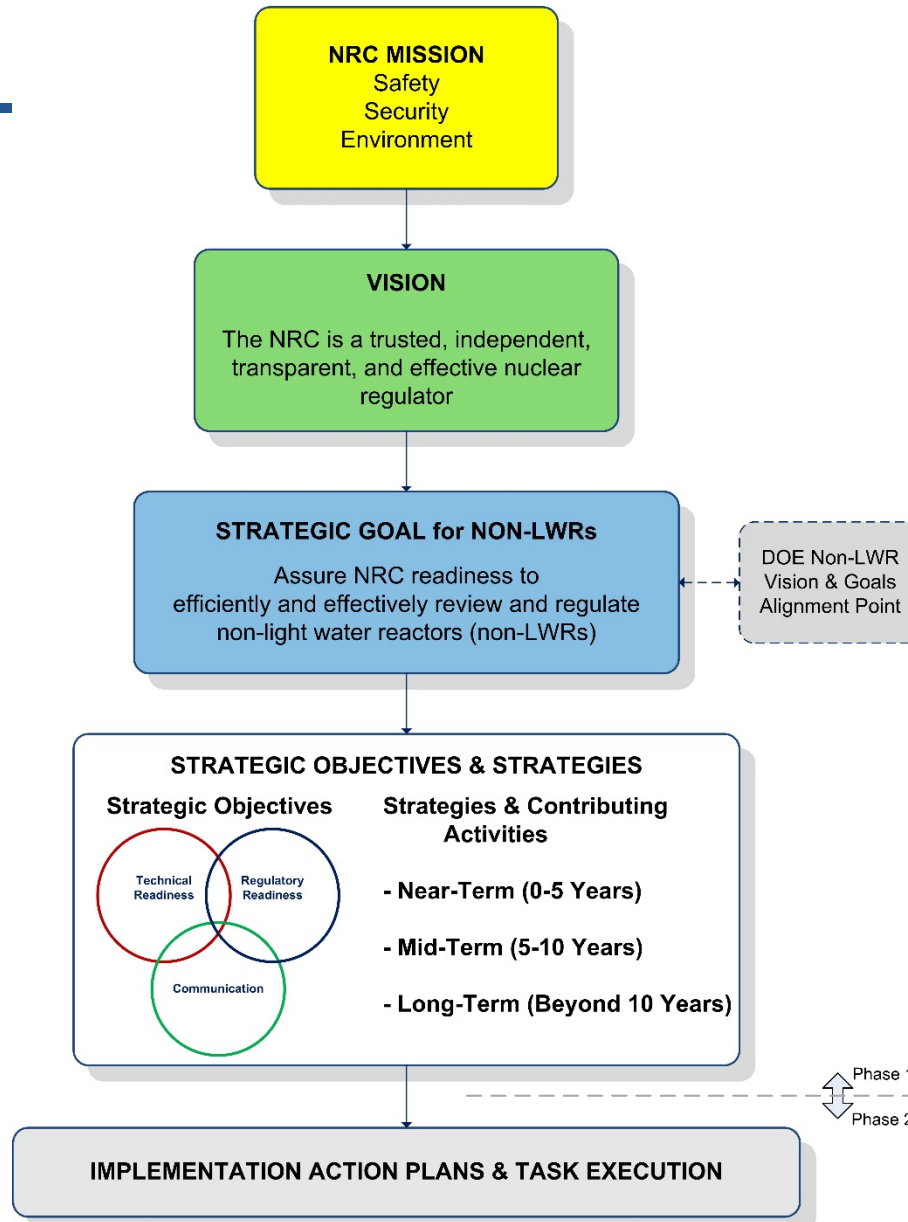 NRC MISSION
Safety
Security
Environment
VISION
The NRC is a trusted, independent,
transparent, and effective nuclear
regulator
STRATEGIC GOAL for NON-LWRs
Assure NRC readiness to
efficiently and effectively review and regulate
non-light water reactors (non-LWRs)
DOE Non-LWR
Vision & Goals
Alignment Point
STRATEGIC OBJECTIVES & STRATEGIES
Strategic Objectives
Technical
Readiness
Regulatory
Readiness
Communication
Strategies & Contributing
Activities
- Near-Term (0-5 Years)
- Mid-Term (5-10 Years)
- Long-Term (Beyond 10 Years)
Phase 1
Phase 2
IMPLEMENTATION ACTION PLANS & TASK EXECUTION